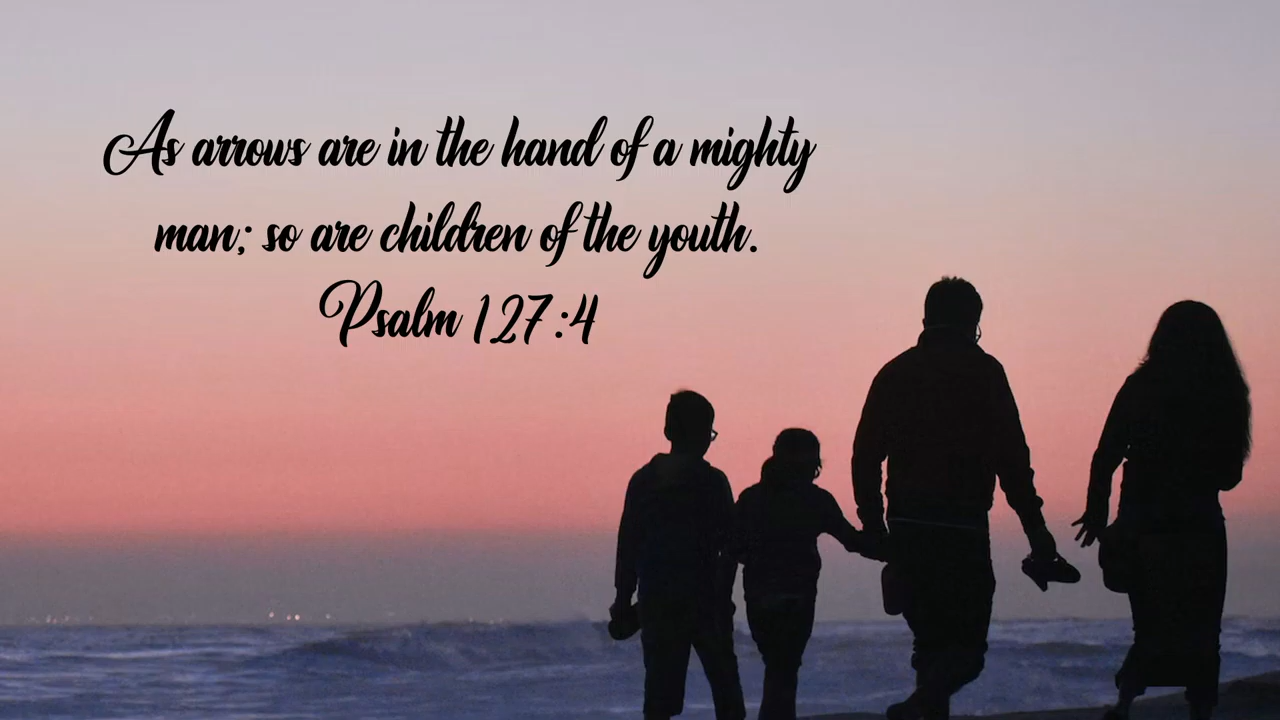 As arrows are in the hand of a mighty
man; so are children of the youth.
Psalm 127:4